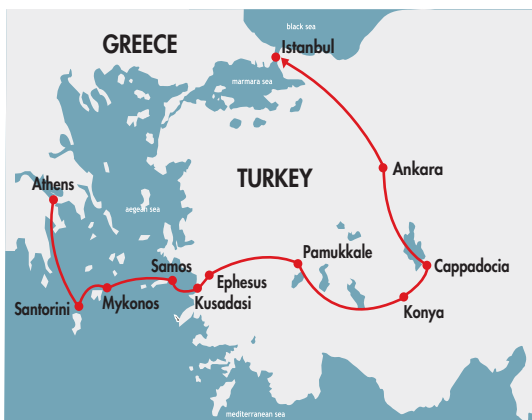 black sea
GREECE
Istanbul
marmara sea
Ankara
TURKEY
Athens
aegean sea
Pamukkale
Cappadocia
Samos
Ephesus
Santorini
Mykonos
Kusadasi
Konya
mediterranean sea